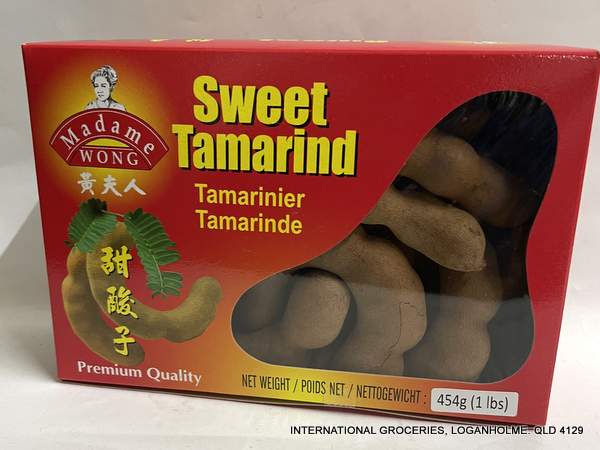 Madame
WONG
黃夫人
Sweet
Tamarind
Tamarinier
Tamarinde
甜酸子
Premium Quality
NET WEIGHT / POIDS NET / NETTOGEWICHT : 454g (1 lbs)
INTERNATIONAL GROCERIES, LOGANHOLME. QLD 4129